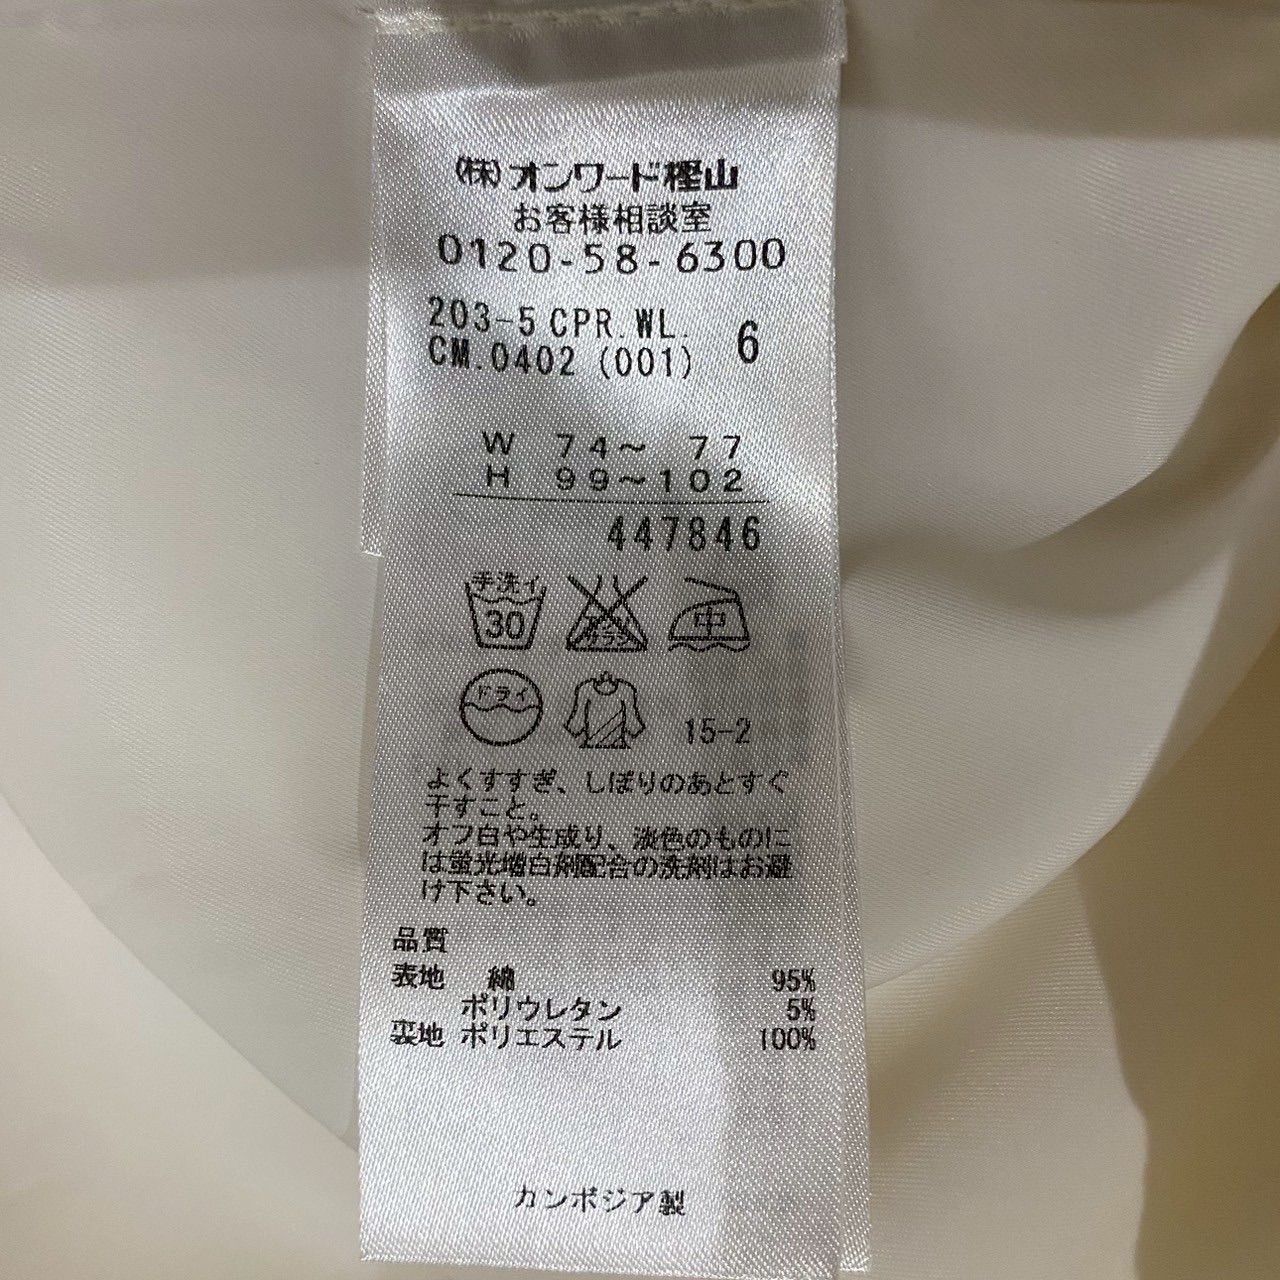 (株)オンワード樫山
お客様相談室
0120-58-6300
203-5 CPR.WL.
CM.0402 (001) 6
W 74～ 77
H 99～102
447846
手洗イ
30
エンソ
サラシ
中
ドライ
15-2
よくすすぎ、しぼりのあとすぐ
干すこと。
オフ白や生成り、淡色のものに
は蛍光増白剤配合の洗剤はお避
け下さい。
品質
表地 綿 95%
ポリウレタン 5%
裏地 ポリエステル 100%
カンボジア製